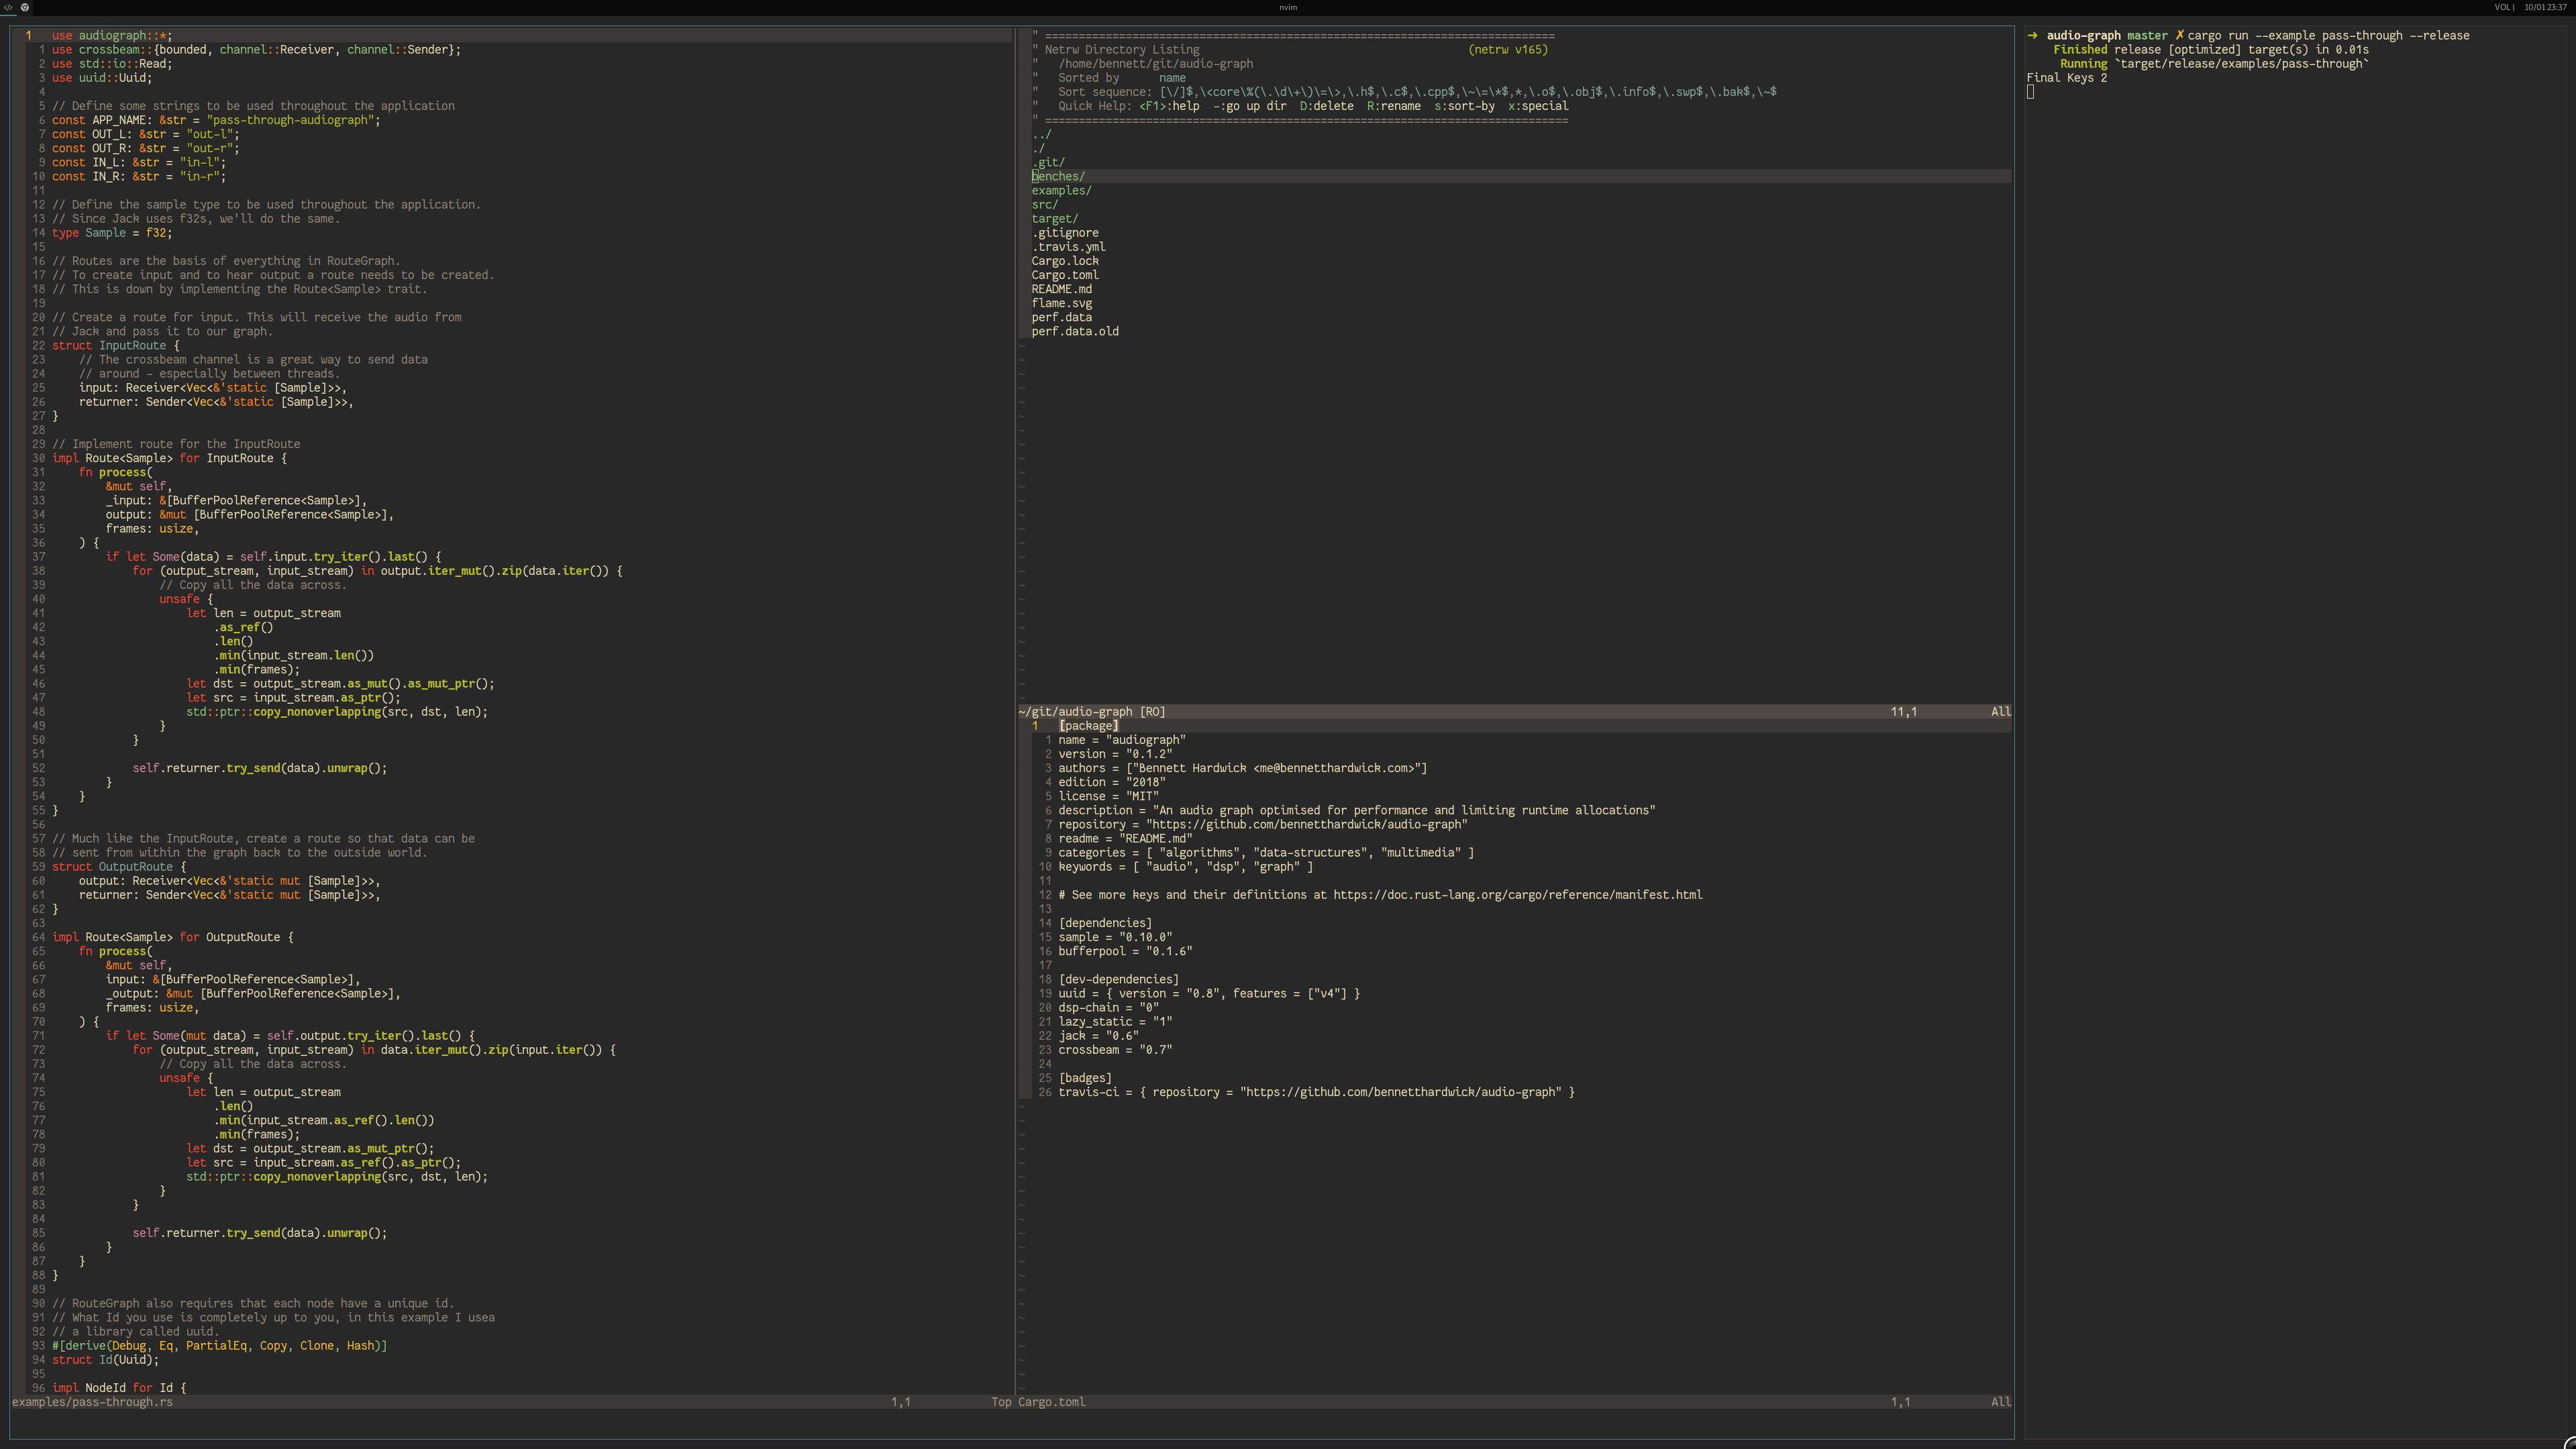 nvim
VOL | 10/01 23:37
1 use audiograph::*;
1 use crossbeam::{bounded, channel::Receiver, channel::Sender};
2 use std::io::Read;
3 use uuid::Uuid;
4
5 // Define some strings to be used throughout the application
6 const APP_NAME: &str = "pass-through-audiograph";
7 const OUT_L: &str = "out-l";
8 const OUT_R: &str = "out-r";
9 const IN_L: &str = "in-l";
10 const IN_R: &str = "in-r";
11
12 // Define the sample type to be used throughout the application.
13 // Since Jack uses f32s, we'll do the same.
14 type Sample = f32;
15
16 // Routes are the basis of everything in RouteGraph.
17 // To create input and to hear output a route needs to be created.
18 // This is down by implementing the Route<Sample> trait.
19
20 // Create a route for input. This will receive the audio from
21 // Jack and pass it to our graph.
22 struct InputRoute {
23     // The crossbeam channel is a great way to send data
24     // around - especially between threads.
25     input: Receiver<Vec<&'static [Sample]>>,
26     returner: Sender<Vec<&'static [Sample]>>,
27 }
28
29 // Implement route for the InputRoute
30 impl Route<Sample> for InputRoute {
31     fn process(
32         &mut self,
33         _input: &[BufferPoolReference<Sample>],
34         output: &mut [BufferPoolReference<Sample>],
35         frames: usize,
36     ) {
37         if let Some(data) = self.input.try_iter().last() {
38             for (output_stream, input_stream) in output.iter_mut().zip(data.iter()) {
39                 // Copy all the data across.
40                 unsafe {
41                     let len = output_stream
42                         .as_ref()
43                         .len()
44                         .min(input_stream.len())
45                         .min(frames);
46                     let dst = output_stream.as_mut().as_mut_ptr();
47                     let src = input_stream.as_ptr();
48                     std::ptr::copy_nonoverlapping(src, dst, len);
49                 }
50             }
51
52             self.returner.try_send(data).unwrap();
53         }
54     }
55 }
56
57 // Much like the InputRoute, create a route so that data can be
58 // sent from within the graph back to the outside world.
59 struct OutputRoute {
60     output: Receiver<Vec<&'static mut [Sample]>>,
61     returner: Sender<Vec<&'static mut [Sample]>>,
62 }
63
64 impl Route<Sample> for OutputRoute {
65     fn process(
66         &mut self,
67         input: &[BufferPoolReference<Sample>],
68         _output: &mut [BufferPoolReference<Sample>],
69         frames: usize,
70     ) {
71         if let Some(mut data) = self.output.try_iter().last() {
72             for (output_stream, input_stream) in data.iter_mut().zip(input.iter()) {
73                 // Copy all the data across.
74                 unsafe {
75                     let len = output_stream
76                         .len()
77                         .min(input_stream.as_ref().len())
78                         .min(frames);
79                     let dst = output_stream.as_mut_ptr();
80                     let src = input_stream.as_ref().as_ptr();
81                     std::ptr::copy_nonoverlapping(src, dst, len);
82                 }
83             }
84
85             self.returner.try_send(data).unwrap();
86         }
87     }
88 }
89
90 // RouteGraph also requires that each node have a unique id.
91 // What Id you use is completely up to you, in this example I usea
92 // a library called uuid.
93 #[derive(Debug, Eq, PartialEq, Copy, Clone, Hash)]
94 struct Id(Uuid);
95
96 impl NodeId for Id {
examples/pass-through.rs 1,1 Top
" ==============================================================================
" Netrw Directory Listing (netrw v165)
"   /home/bennett/git/audio-graph
"   Sorted by      name
"   Sort sequence: [\/]$,\<core\%(\.\d\+\)\=\>,\.h$,\.c$,\.cpp$,\~\=\*$,*,\.o$,\.obj$,\.info$,\.swp$,\.bak$,\~$
"   Quick Help: <F1>:help  -:go up dir  D:delete  R:rename  s:sort-by  x:special
" ==============================================================================
../
./
.git/
benches/
examples/
src/
target/
.gitignore
.travis.yml
Cargo.lock
Cargo.toml
README.md
flame.svg
perf.data
perf.data.old
~/git/audio-graph [RO] 11,1 All
1 [package]
1 name = "audiograph"
2 version = "0.1.2"
3 authors = ["Bennett Hardwick <me@bennetthardwick.com>"]
4 edition = "2018"
5 license = "MIT"
6 description = "An audio graph optimised for performance and limiting runtime allocations"
7 repository = "https://github.com/bennetthardwick/audio-graph"
8 readme = "README.md"
9 categories = [ "algorithms", "data-structures", "multimedia" ]
10 keywords = [ "audio", "dsp", "graph" ]
11
12 # See more keys and their definitions at https://doc.rust-lang.org/cargo/reference/manifest.html
13
14 [dependencies]
15 sample = "0.10.0"
16 bufferpool = "0.1.6"
17
18 [dev-dependencies]
19 uuid = { version = "0.8", features = ["v4"] }
20 dsp-chain = "0"
21 lazy_static = "1"
22 jack = "0.6"
23 crossbeam = "0.7"
24
25 [badges]
26 travis-ci = { repository = "https://github.com/bennetthardwick/audio-graph" }
Cargo.toml 1,1 All
➜ audio-graph master ✗ cargo run --example pass-through --release
Finished release [optimized] target(s) in 0.01s
Running `target/release/examples/pass-through`
Final Keys 2